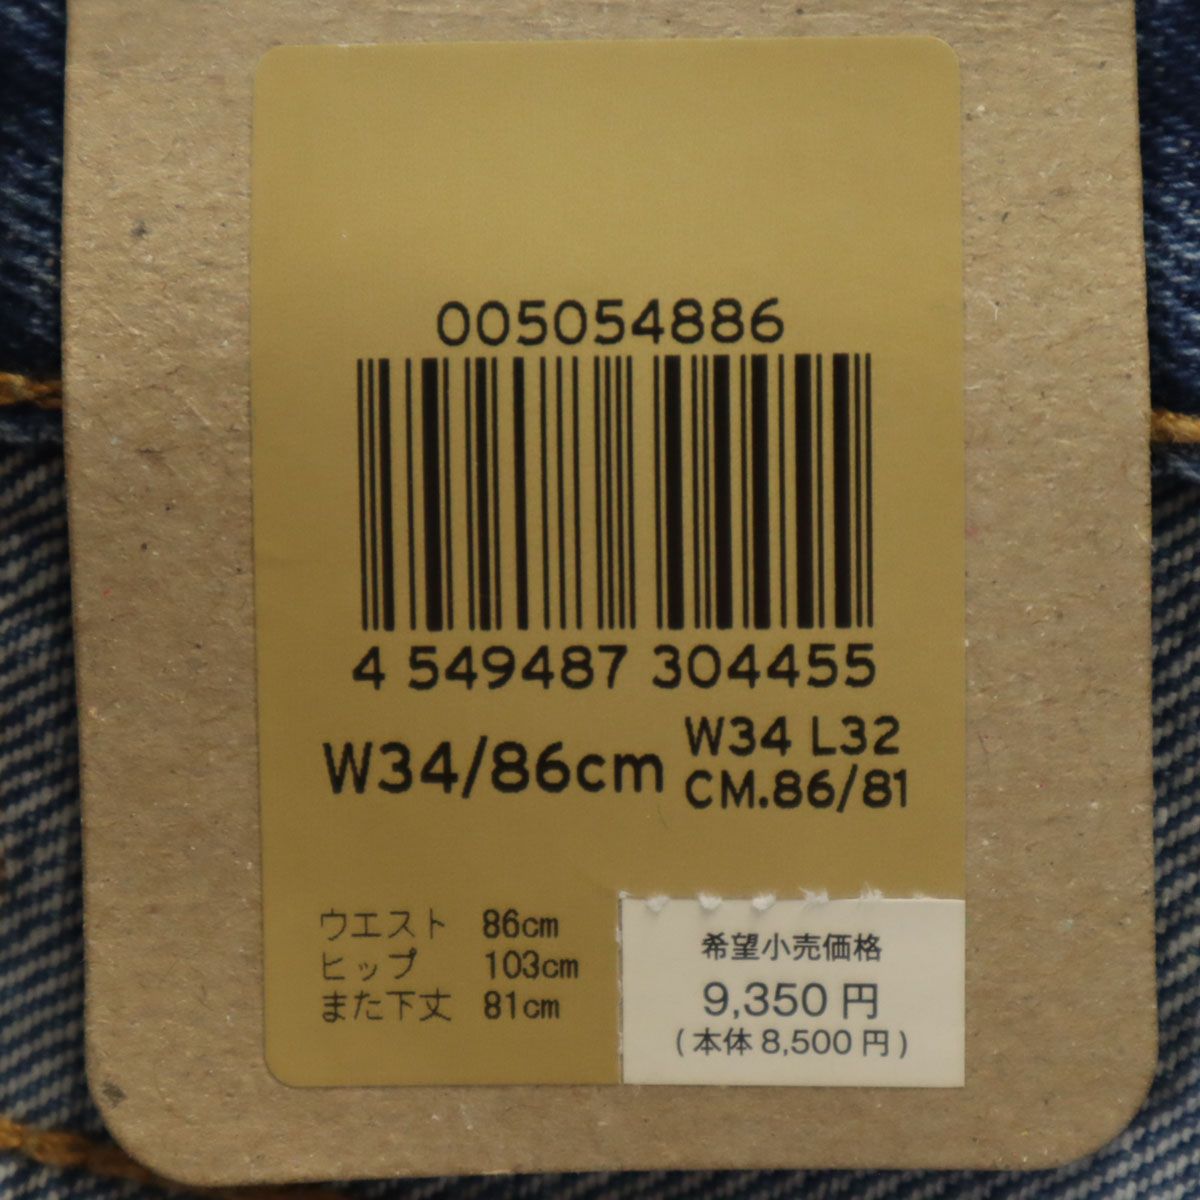 005054886
4 549487 304455
W34/86cm
W34 L32
CM.86/81
ウエスト 86cm
ヒップ 103cm
また下丈 81cm
希望小売価格
9,350 円
( 本体 8,500 円 )